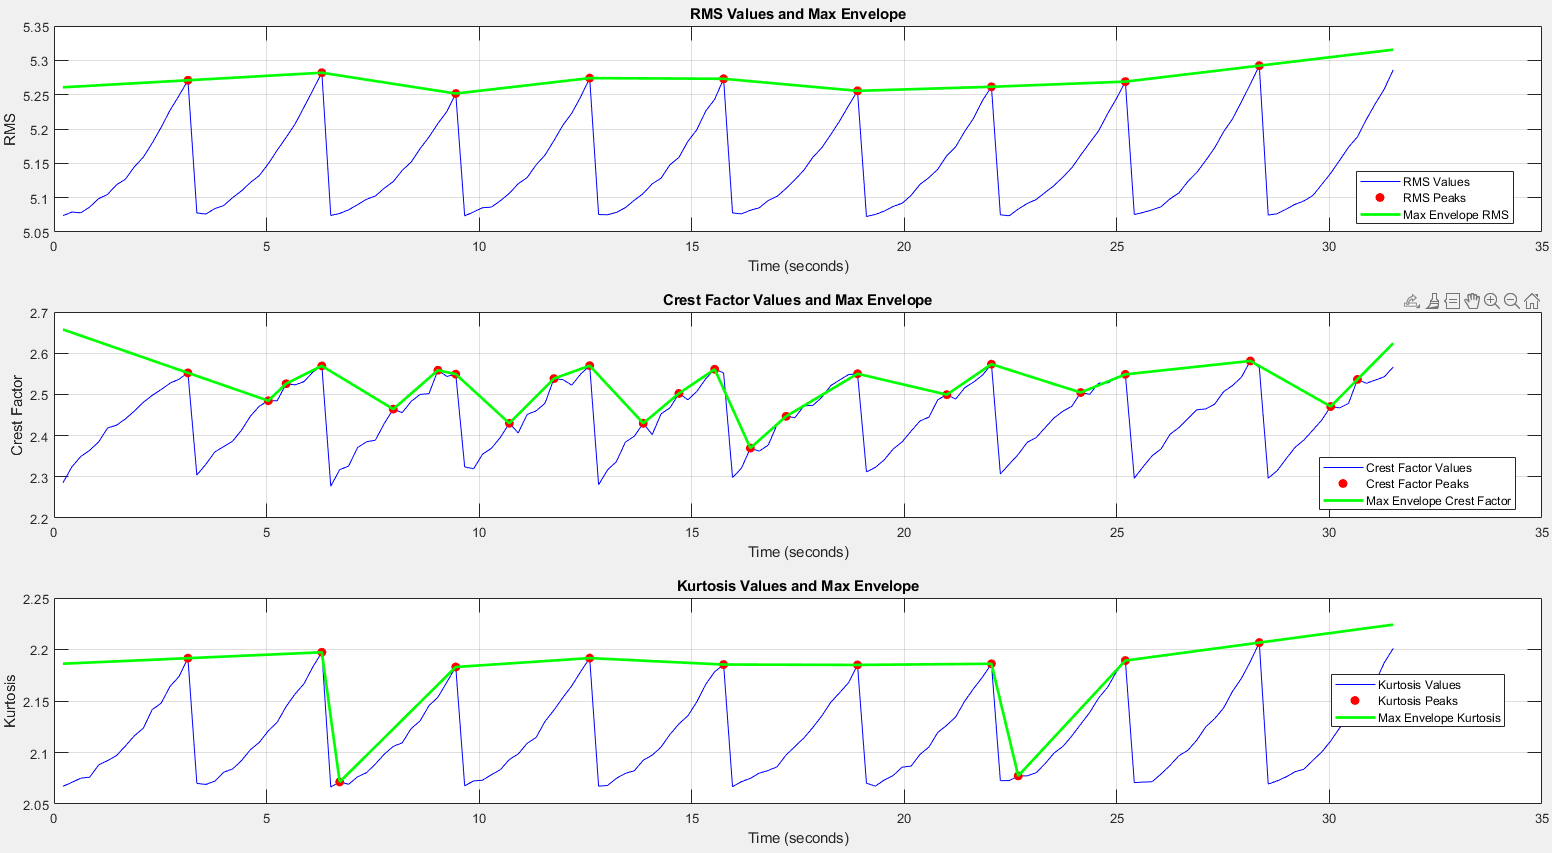 RMS Values and Max Envelope
5.35
5.3
5.25
5.2
5.15
5.1
5.05
RMS
0 5 10 15 20 25 30 35
Time (seconds)
RMS Values
RMS Peaks
Max Envelope RMS
Crest Factor Values and Max Envelope
2.7
2.6
2.5
2.4
2.3
2.2
Crest Factor
0 5 10 15 20 25 30 35
Time (seconds)
Crest Factor Values
Crest Factor Peaks
Max Envelope Crest Factor
Kurtosis Values and Max Envelope
2.25
2.2
2.15
2.1
2.05
Kurtosis
0 5 10 15 20 25 30 35
Time (seconds)
Kurtosis Values
Kurtosis Peaks
Max Envelope Kurtosis